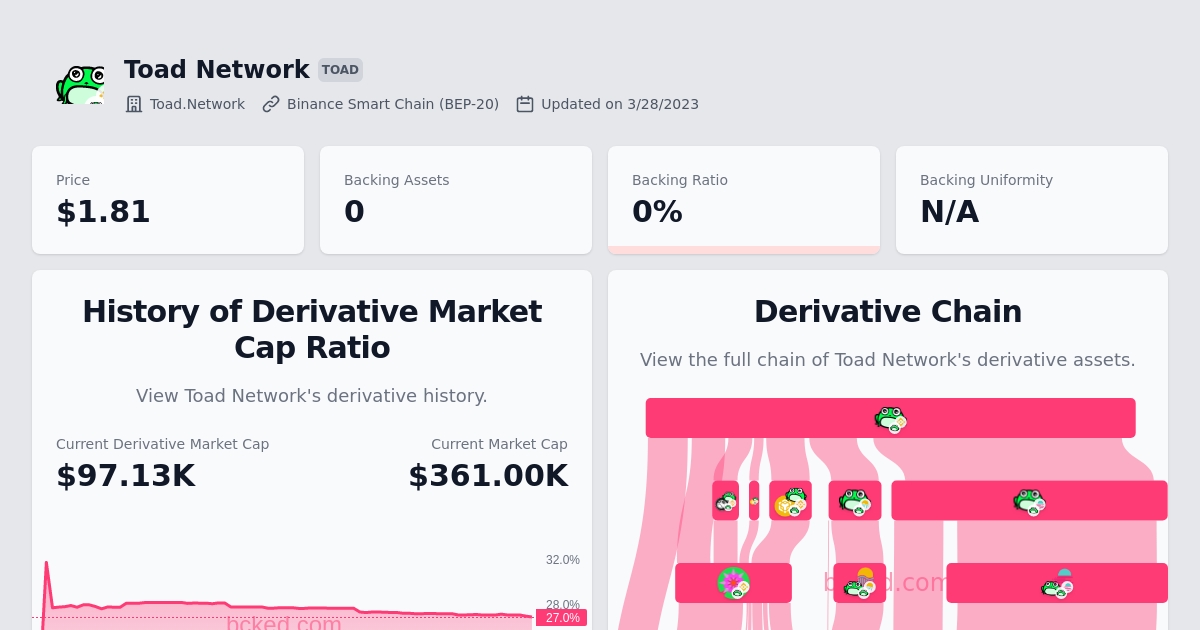 Toad Network TOAD
Toad.Network Binance Smart Chain (BEP-20) Updated on 3/28/2023
Price
$1.81
Backing Assets
0
Backing Ratio
0%
Backing Uniformity
N/A
History of Derivative Market
Cap Ratio
View Toad Network's derivative history.
Current Derivative Market Cap
$97.13K
Current Market Cap
$361.00K
32.0%
28.0%
27.0%
bcked.com
Derivative Chain
View the full chain of Toad Network's derivative assets.
bcked.com